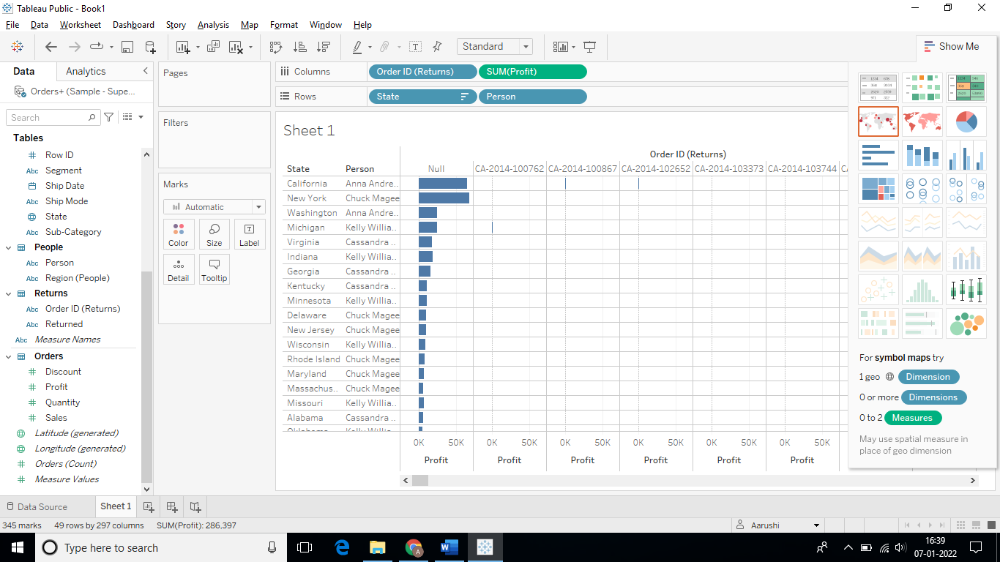 Tableau Public - Book1
File Data Worksheet Dashboard Story Analysis Map Format Window Help
Standard
Show Me
Data Analytics
Orders+ (Sample - Supe...
Search
Tables
Row ID
Abc Segment
Ship Date
Abc Ship Mode
State
Abc Sub-Category
People
Abc Person
Abc Region (People)
Returns
Abc Order ID (Returns)
Abc Returned
Abc Measure Names
Orders
Discount
Profit
Quantity
Sales
Latitude (generated)
Longitude (generated)
Orders (Count)
Measure Values
Pages
Filters
Marks
Automatic
Color Size Label
Detail Tooltip
Columns Order ID (Returns) SUM(Profit)
Rows State Person
Sheet 1
Order ID (Returns)
State Person Null CA-2014-100762 CA-2014-100867 CA-2014-102652 CA-2014-103373 CA-2014-103744
California Anna Andre..
New York Chuck Magee
Washington Anna Andre..
Michigan Kelly Willia..
Virginia Cassandra ..
Indiana Kelly Willia..
Georgia Cassandra ..
Kentucky Cassandra ..
Minnesota Kelly Willia..
Delaware Chuck Magee
New Jersey Chuck Magee
Wisconsin Kelly Willia..
Rhode Island Chuck Magee
Maryland Chuck Magee
Massachus.. Chuck Magee
Missouri Kelly Willia..
Alabama Cassandra ..
Oklahoma Kelly Willia..
0K 50K 0K 50K 0K 50K 0K 50K 0K 50K 0K 50K
Profit Profit Profit Profit Profit Profit
For symbol maps try
1 geo Dimension
0 or more Dimensions
0 to 2 Measures
May use spatial measure in
place of geo dimension
Data Source Sheet 1
345 marks 49 rows by 297 columns SUM(Profit): 286,397
Aarushi
Type here to search
16:39
07-01-2022